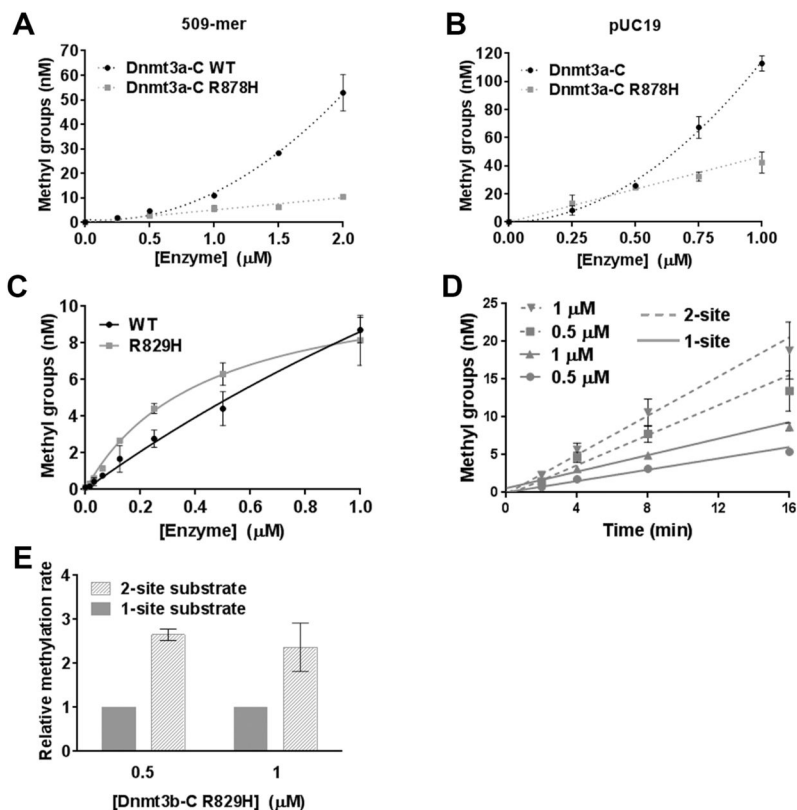 A
509-mer
Methyl groups (nM)
70
60
50
40
30
20
10
0
Dnmt3a-C WT
Dnmt3a-C R878H
0.0 0.5 1.0 1.5 2.0
[Enzyme] (µM)
B
pUC19
Methyl groups (nM)
120
100
80
60
40
20
0
Dnmt3a-C
Dnmt3a-C R878H
0.00 0.25 0.50 0.75 1.00
[Enzyme] (µM)
C
Methyl groups (nM)
10
8
6
4
2
0
WT
R829H
0.0 0.2 0.4 0.6 0.8 1.0
[Enzyme] (µM)
D
Methyl groups (nM)
25
20
15
10
5
0
1 µM
0.5 µM
1 µM
0.5 µM
2-site
1-site
0 4 8 12 16
Time (min)
E
Relative methylation rate
4
3
2
1
0
2-site substrate
1-site substrate
0.5 1
[Dnmt3b-C R829H] (µM)